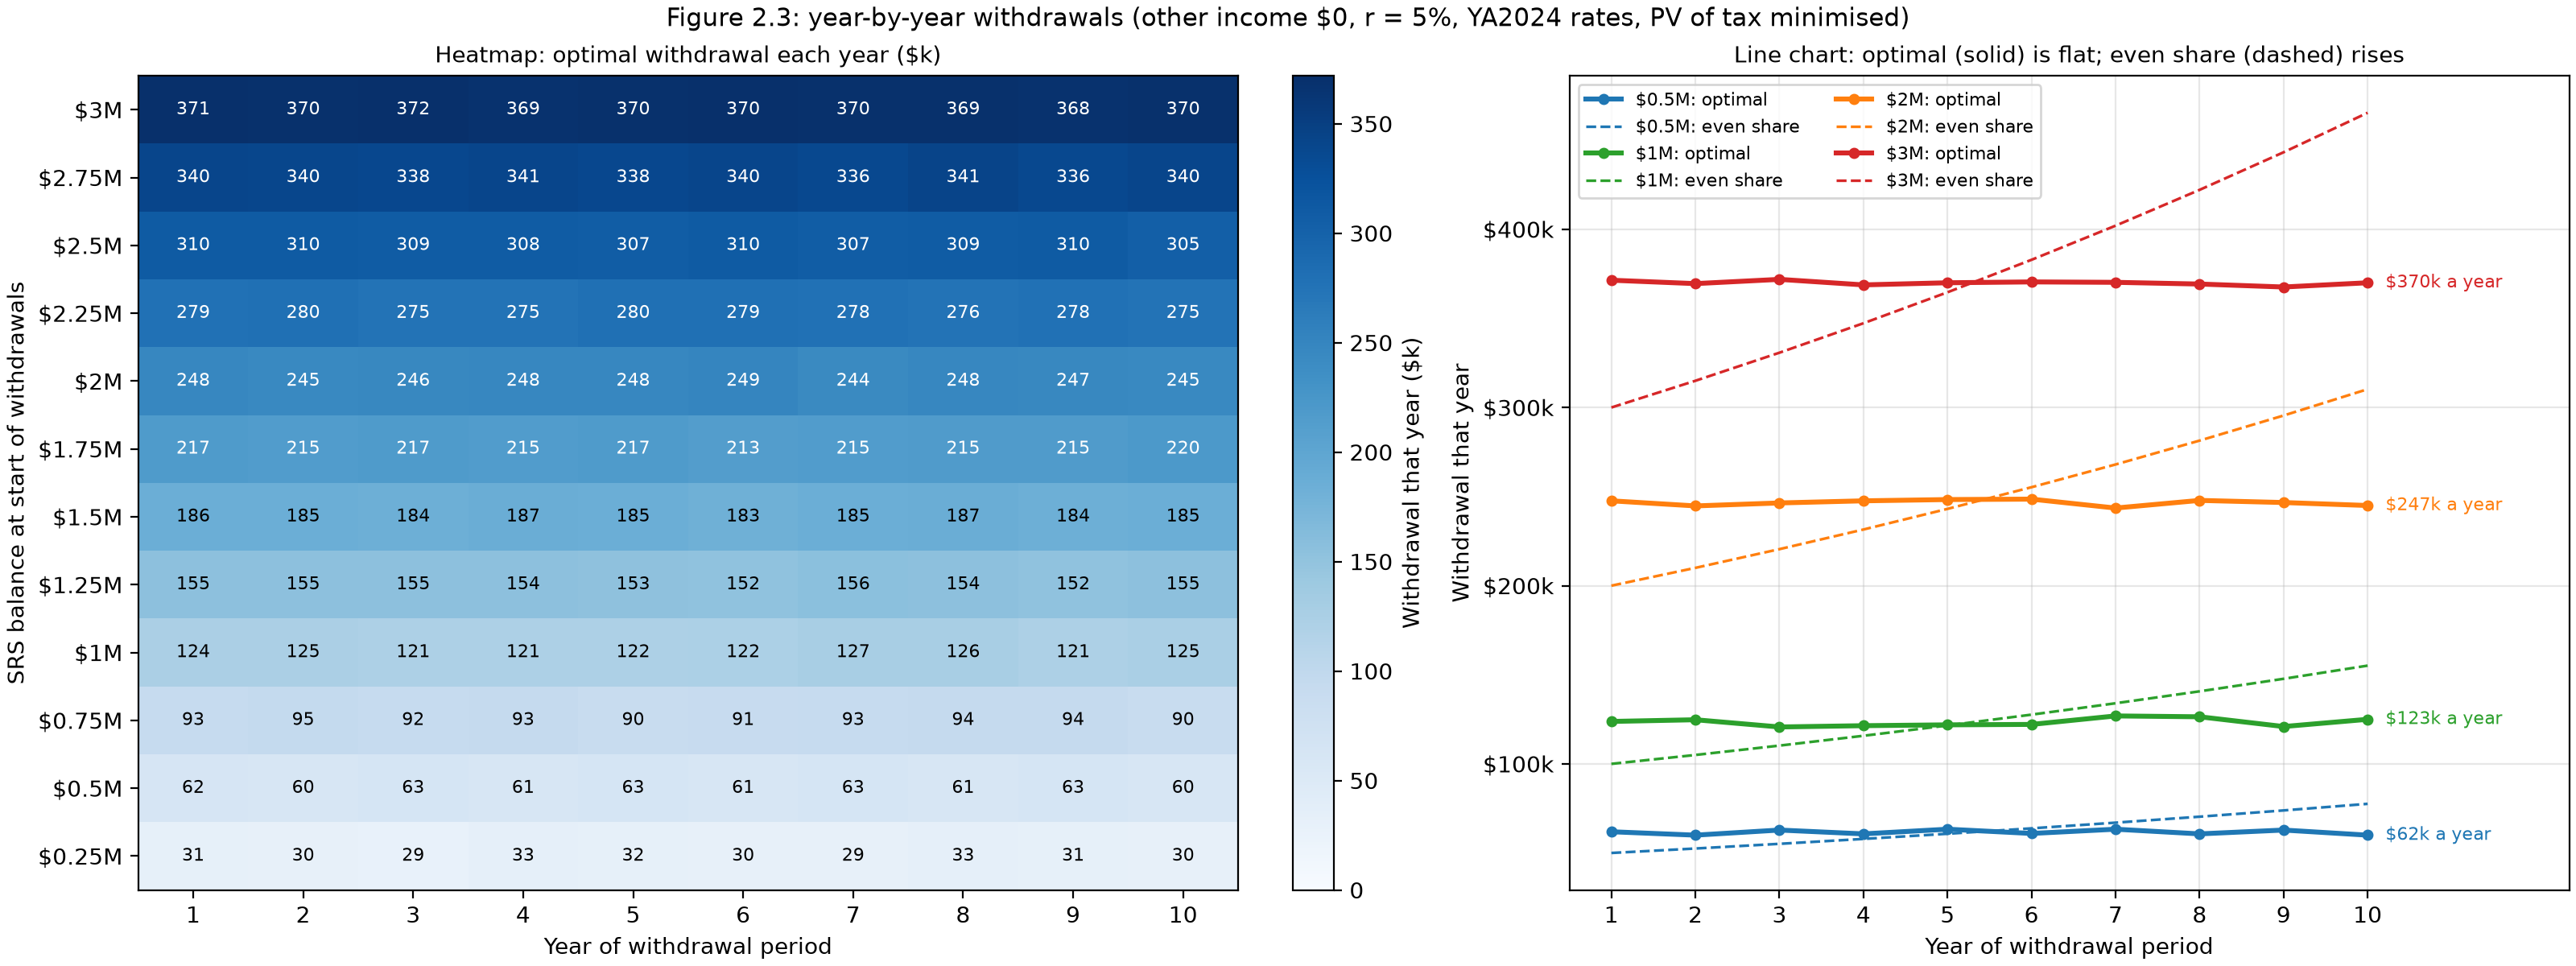 Figure 2.3: year-by-year withdrawals (other income $0, r = 5%, YA2024 rates, PV of tax minimised)
Heatmap: optimal withdrawal each year ($k)
SRS balance at start of withdrawals
$3M 371 370 372 369 370 370 370 369 368 370
$2.75M 340 340 338 341 338 340 336 341 336 340
$2.5M 310 310 309 308 307 310 307 309 310 305
$2.25M 279 280 275 275 280 279 278 276 278 275
$2M 248 245 246 248 248 249 244 248 247 245
$1.75M 217 215 217 215 217 213 215 215 215 220
$1.5M 186 185 184 187 185 183 185 187 184 185
$1.25M 155 155 155 154 153 152 156 154 152 155
$1M 124 125 121 121 122 122 127 126 121 125
$0.75M 93 95 92 93 90 91 93 94 94 90
$0.5M 62 60 63 61 63 61 63 61 63 60
$0.25M 31 30 29 33 32 30 29 33 31 30
1 2 3 4 5 6 7 8 9 10
Year of withdrawal period
350
300
250
200
150
100
50
0
Withdrawal that year ($k)
Line chart: optimal (solid) is flat; even share (dashed) rises
$0.5M: optimal
$0.5M: even share
$1M: optimal
$1M: even share
$2M: optimal
$2M: even share
$3M: optimal
$3M: even share
Withdrawal that year
$400k
$300k
$200k
$100k
$370k a year
$247k a year
$123k a year
$62k a year
1 2 3 4 5 6 7 8 9 10
Year of withdrawal period